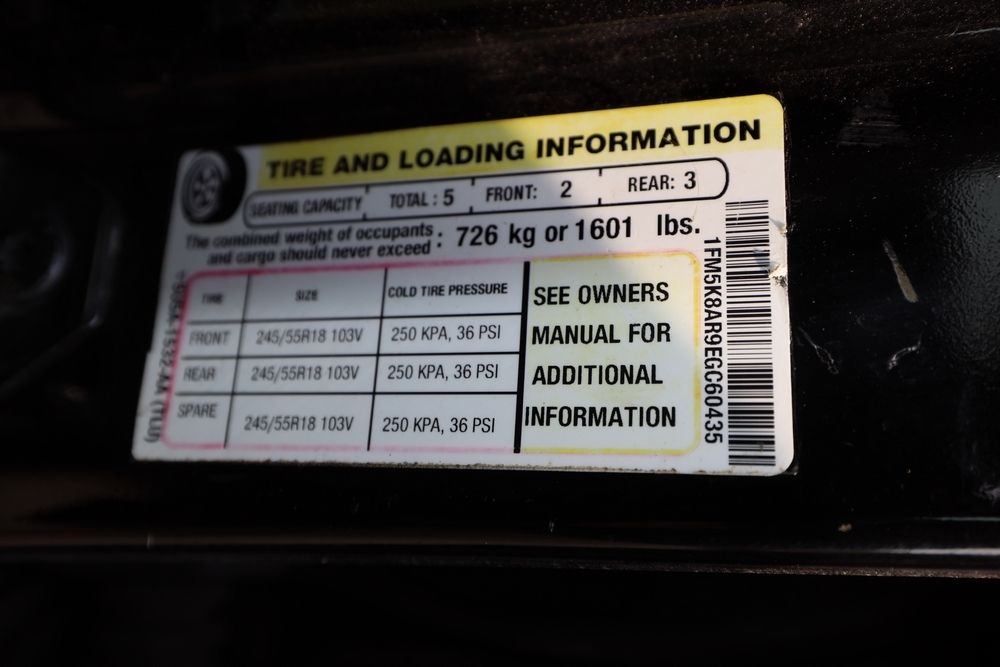 TIRE AND LOADING INFORMATION
SEATING CAPACITY TOTAL : 5 FRONT: 2 REAR: 3
The combined weight of occupants
and cargo should never exceed : 726 kg or 1601 lbs.
TIRE SIZE COLD TIRE PRESSURE
FRONT 245/55R18 103V 250 KPA, 36 PSI
REAR 245/55R18 103V 250 KPA, 36 PSI
SPARE 245/55R18 103V 250 KPA, 36 PSI
SEE OWNERS
MANUAL FOR
ADDITIONAL
INFORMATION
1FM5K8AR9EGC60435